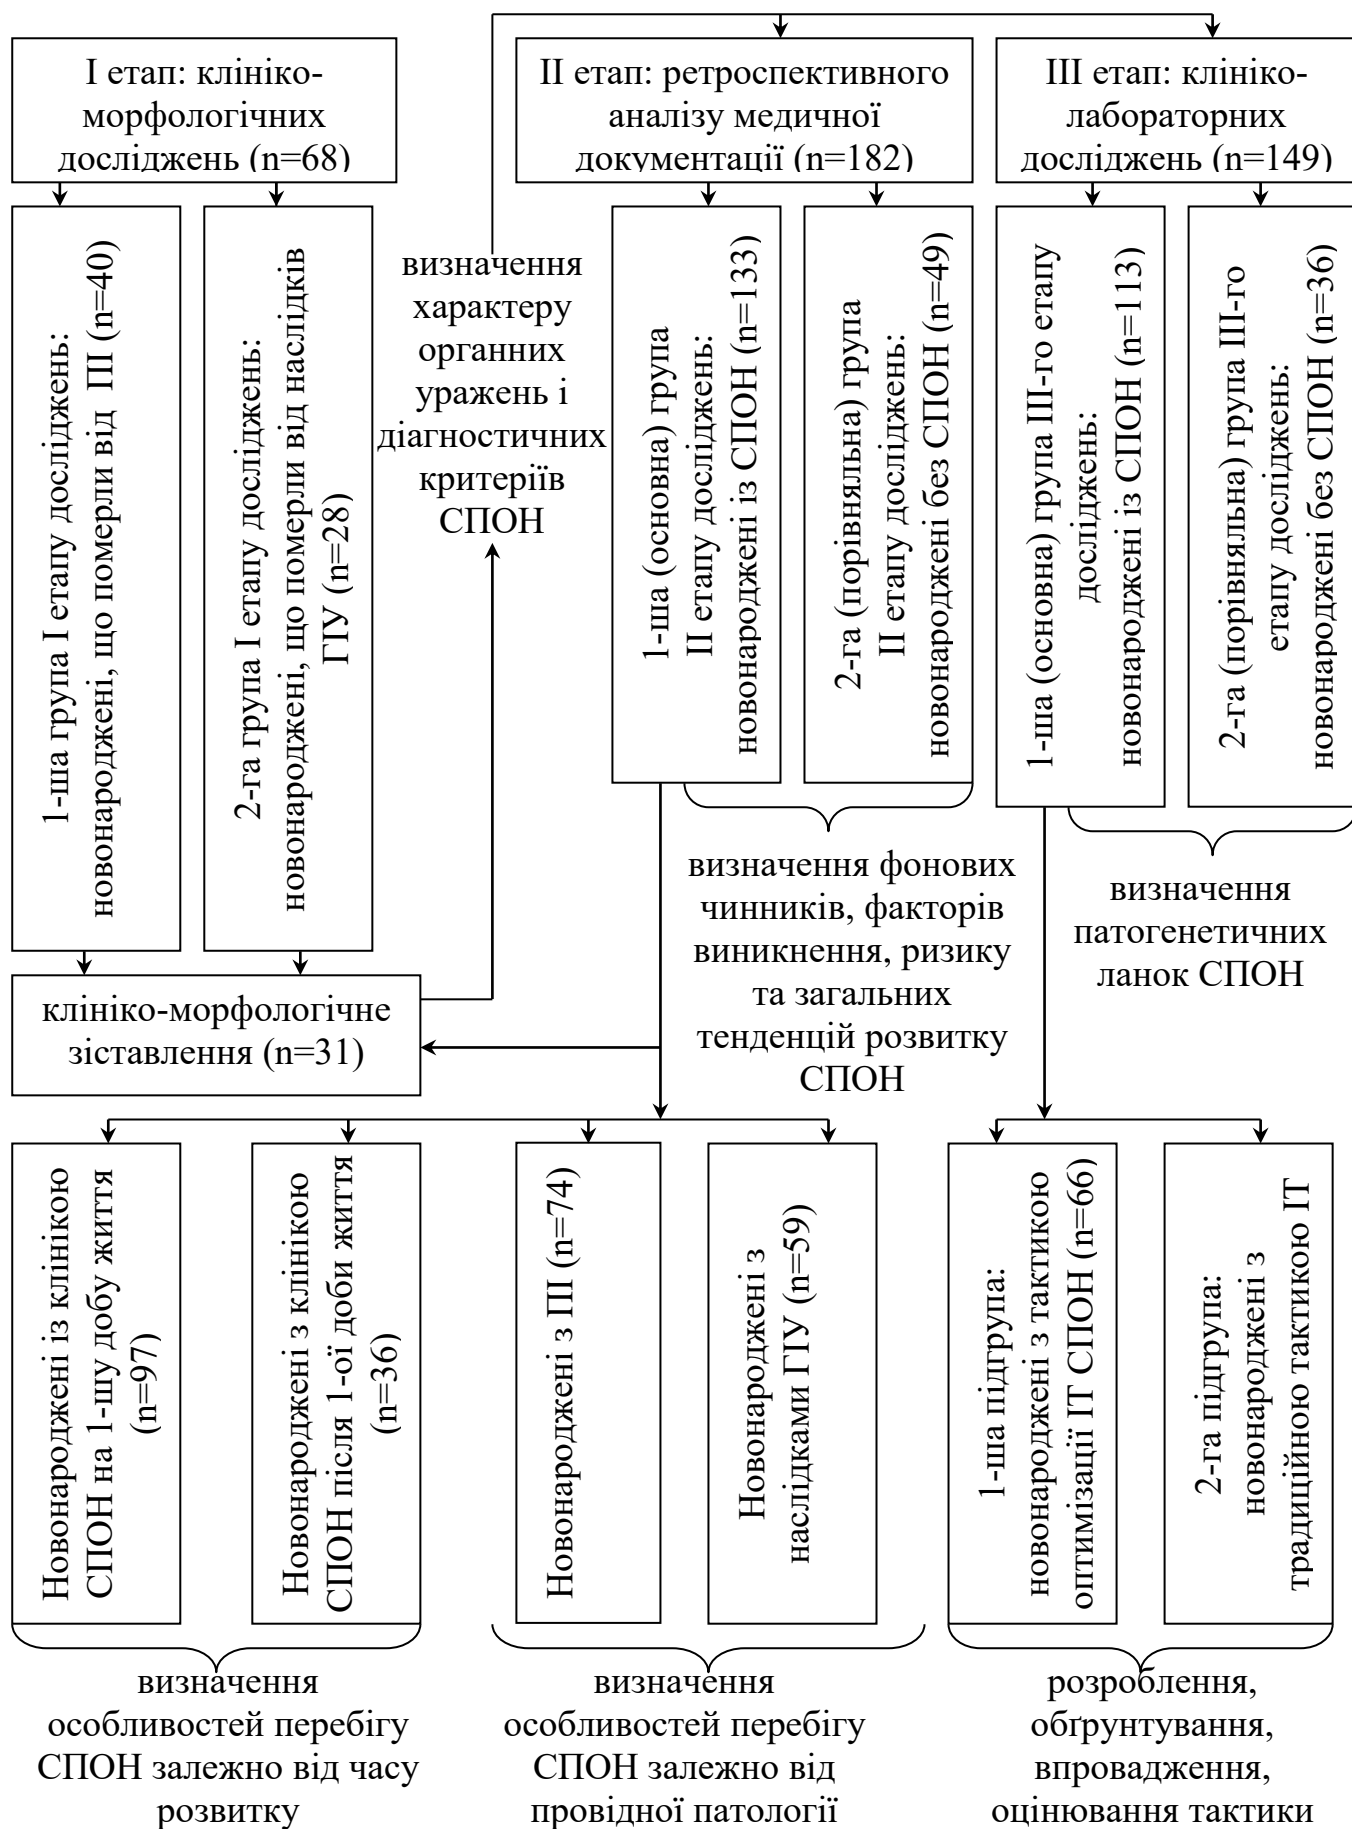 І етап: клініко-
морфологічних
досліджень (n=68)
ІІ етап: ретроспективного
аналізу медичної
документації (n=182)
ІІІ етап: клініко-
лабораторних
досліджень (n=149)
1-ша група І етапу досліджень:
новонароджені, що померли від ПІ (n=40)
2-га група І етапу досліджень:
новонароджені, що померли від наслідків
ГІУ (n=28)
визначення
характеру
органних
уражень і
діагностичних
критеріїв
СПОН
1-ша (основна) група
ІІ етапу досліджень:
новонароджені із СПОН (n=133)
2-га (порівняльна) група
ІІ етапу досліджень:
новонароджені без СПОН (n=49)
1-ша (основна) група ІІІ-го етапу
досліджень:
новонароджені із СПОН (n=113)
2-га (порівняльна) група ІІІ-го
етапу досліджень:
новонароджені без СПОН (n=36)
клініко-морфологічне
зіставлення (n=31)
визначення фонових
чинників, факторів
виникнення, ризику
та загальних
тенденцій розвитку
СПОН
визначення
патогенетичних
ланок СПОН
Новонароджені із клінікою
СПОН на 1-шу добу життя
(n=97)
Новонароджені з клінікою
СПОН після 1-ої доби життя
(n=36)
Новонароджені з ПІ (n=74)
Новонароджені з
наслідками ГІУ (n=59)
1-ша підгрупа:
новонароджені з тактикою
оптимізації ІТ СПОН (n=66)
2-га підгрупа:
новонароджені з
традиційною тактикою ІТ
визначення
особливостей перебігу
СПОН залежно від часу
розвитку
визначення
особливостей перебігу
СПОН залежно від
провідної патології
розроблення,
обґрунтування,
впровадження,
оцінювання тактики